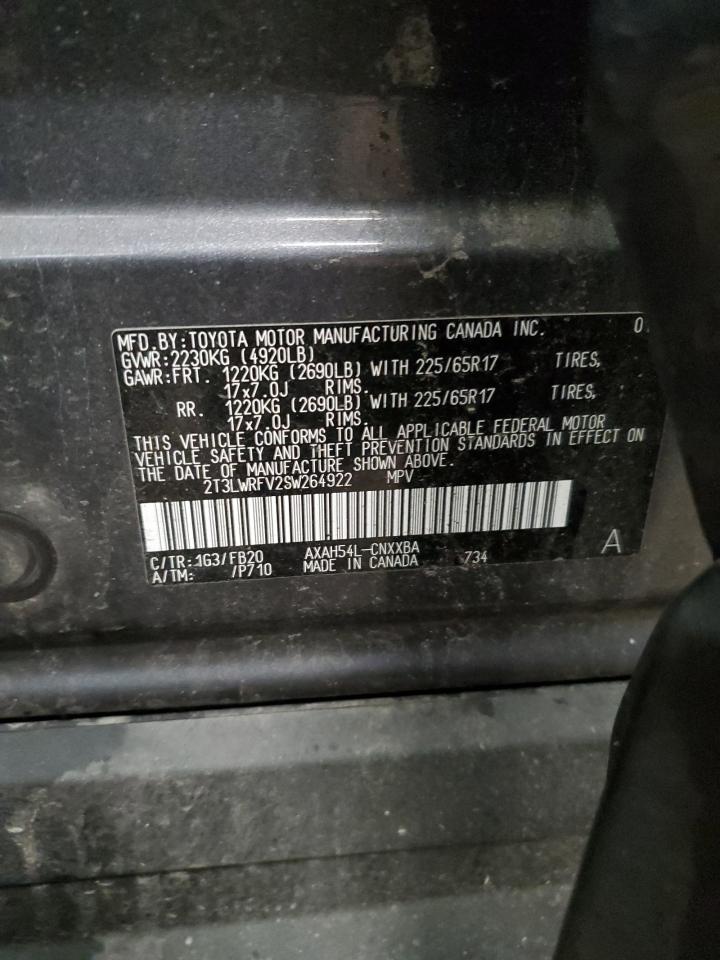 MFD. BY: TOYOTA MOTOR MANUFACTURING CANADA INC. 0
GVWR: 2230KG (4920LB)
GAWR: FRT. 1220KG (2690LB) WITH 225/65R17 TIRES,
17x7.0J RIMS.
RR. 1220KG (2690LB) WITH 225/65R17 TIRES,
17x7.0J RIMS.
THIS VEHICLE CONFORMS TO ALL APPLICABLE FEDERAL MOTOR
VEHICLE SAFETY AND THEFT PREVENTION STANDARDS IN EFFECT ON
THE DATE OF MANUFACTURE SHOWN ABOVE.
2T3LWRFV2SW264922 MPV
C/TR: 1G3/FB20 AXAH54L-CNXXBA 734 A
A/TM: /P710 MADE IN CANADA